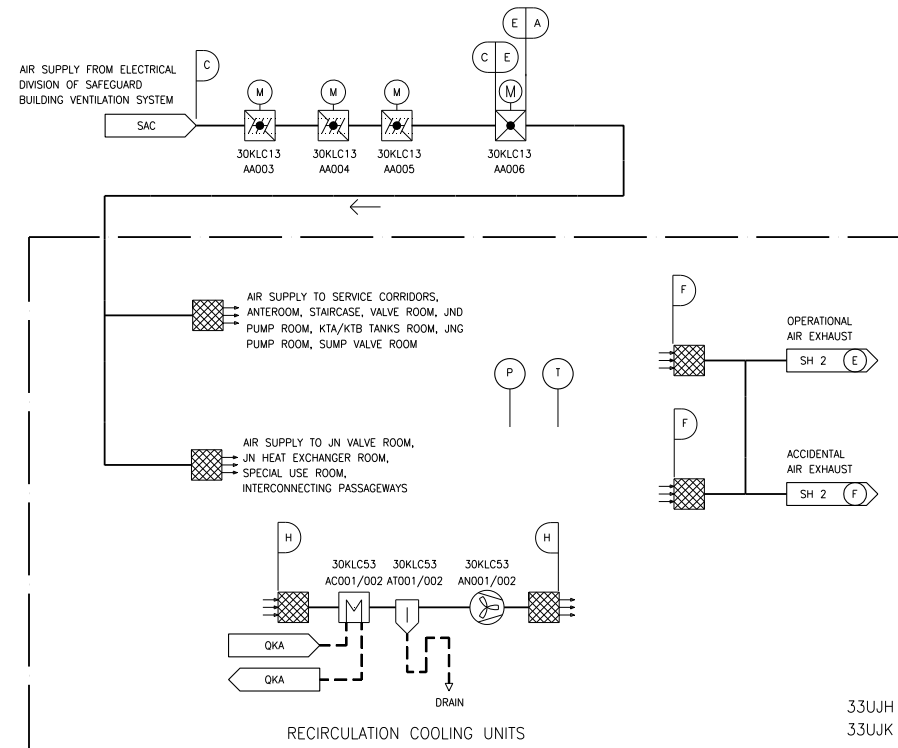 E A
C
C E
AIR SUPPLY FROM ELECTRICAL
DIVISION OF SAFEGUARD
BUILDING VENTILATION SYSTEM
M
M
M
M
SAC
30KLC13
AA003
30KLC13
AA004
30KLC13
AA005
30KLC13
AA006
AIR SUPPLY TO SERVICE CORRIDORS,
ANTEROOM, STAIRCASE, VALVE ROOM, JND
PUMP ROOM, KTA/KTB TANKS ROOM, JNG
PUMP ROOM, SUMP VALVE ROOM
F
OPERATIONAL
AIR EXHAUST
SH 2 E
P
T
F
AIR SUPPLY TO JN VALVE ROOM,
JN HEAT EXCHANGER ROOM,
SPECIAL USE ROOM,
INTERCONNECTING PASSAGEWAYS
ACCIDENTAL
AIR EXHAUST
SH 2 F
H
H
30KLC53
AC001/002
30KLC53
AT001/002
30KLC53
AN001/002
QKA
QKA
DRAIN
RECIRCULATION COOLING UNITS
33UJH
33UJK